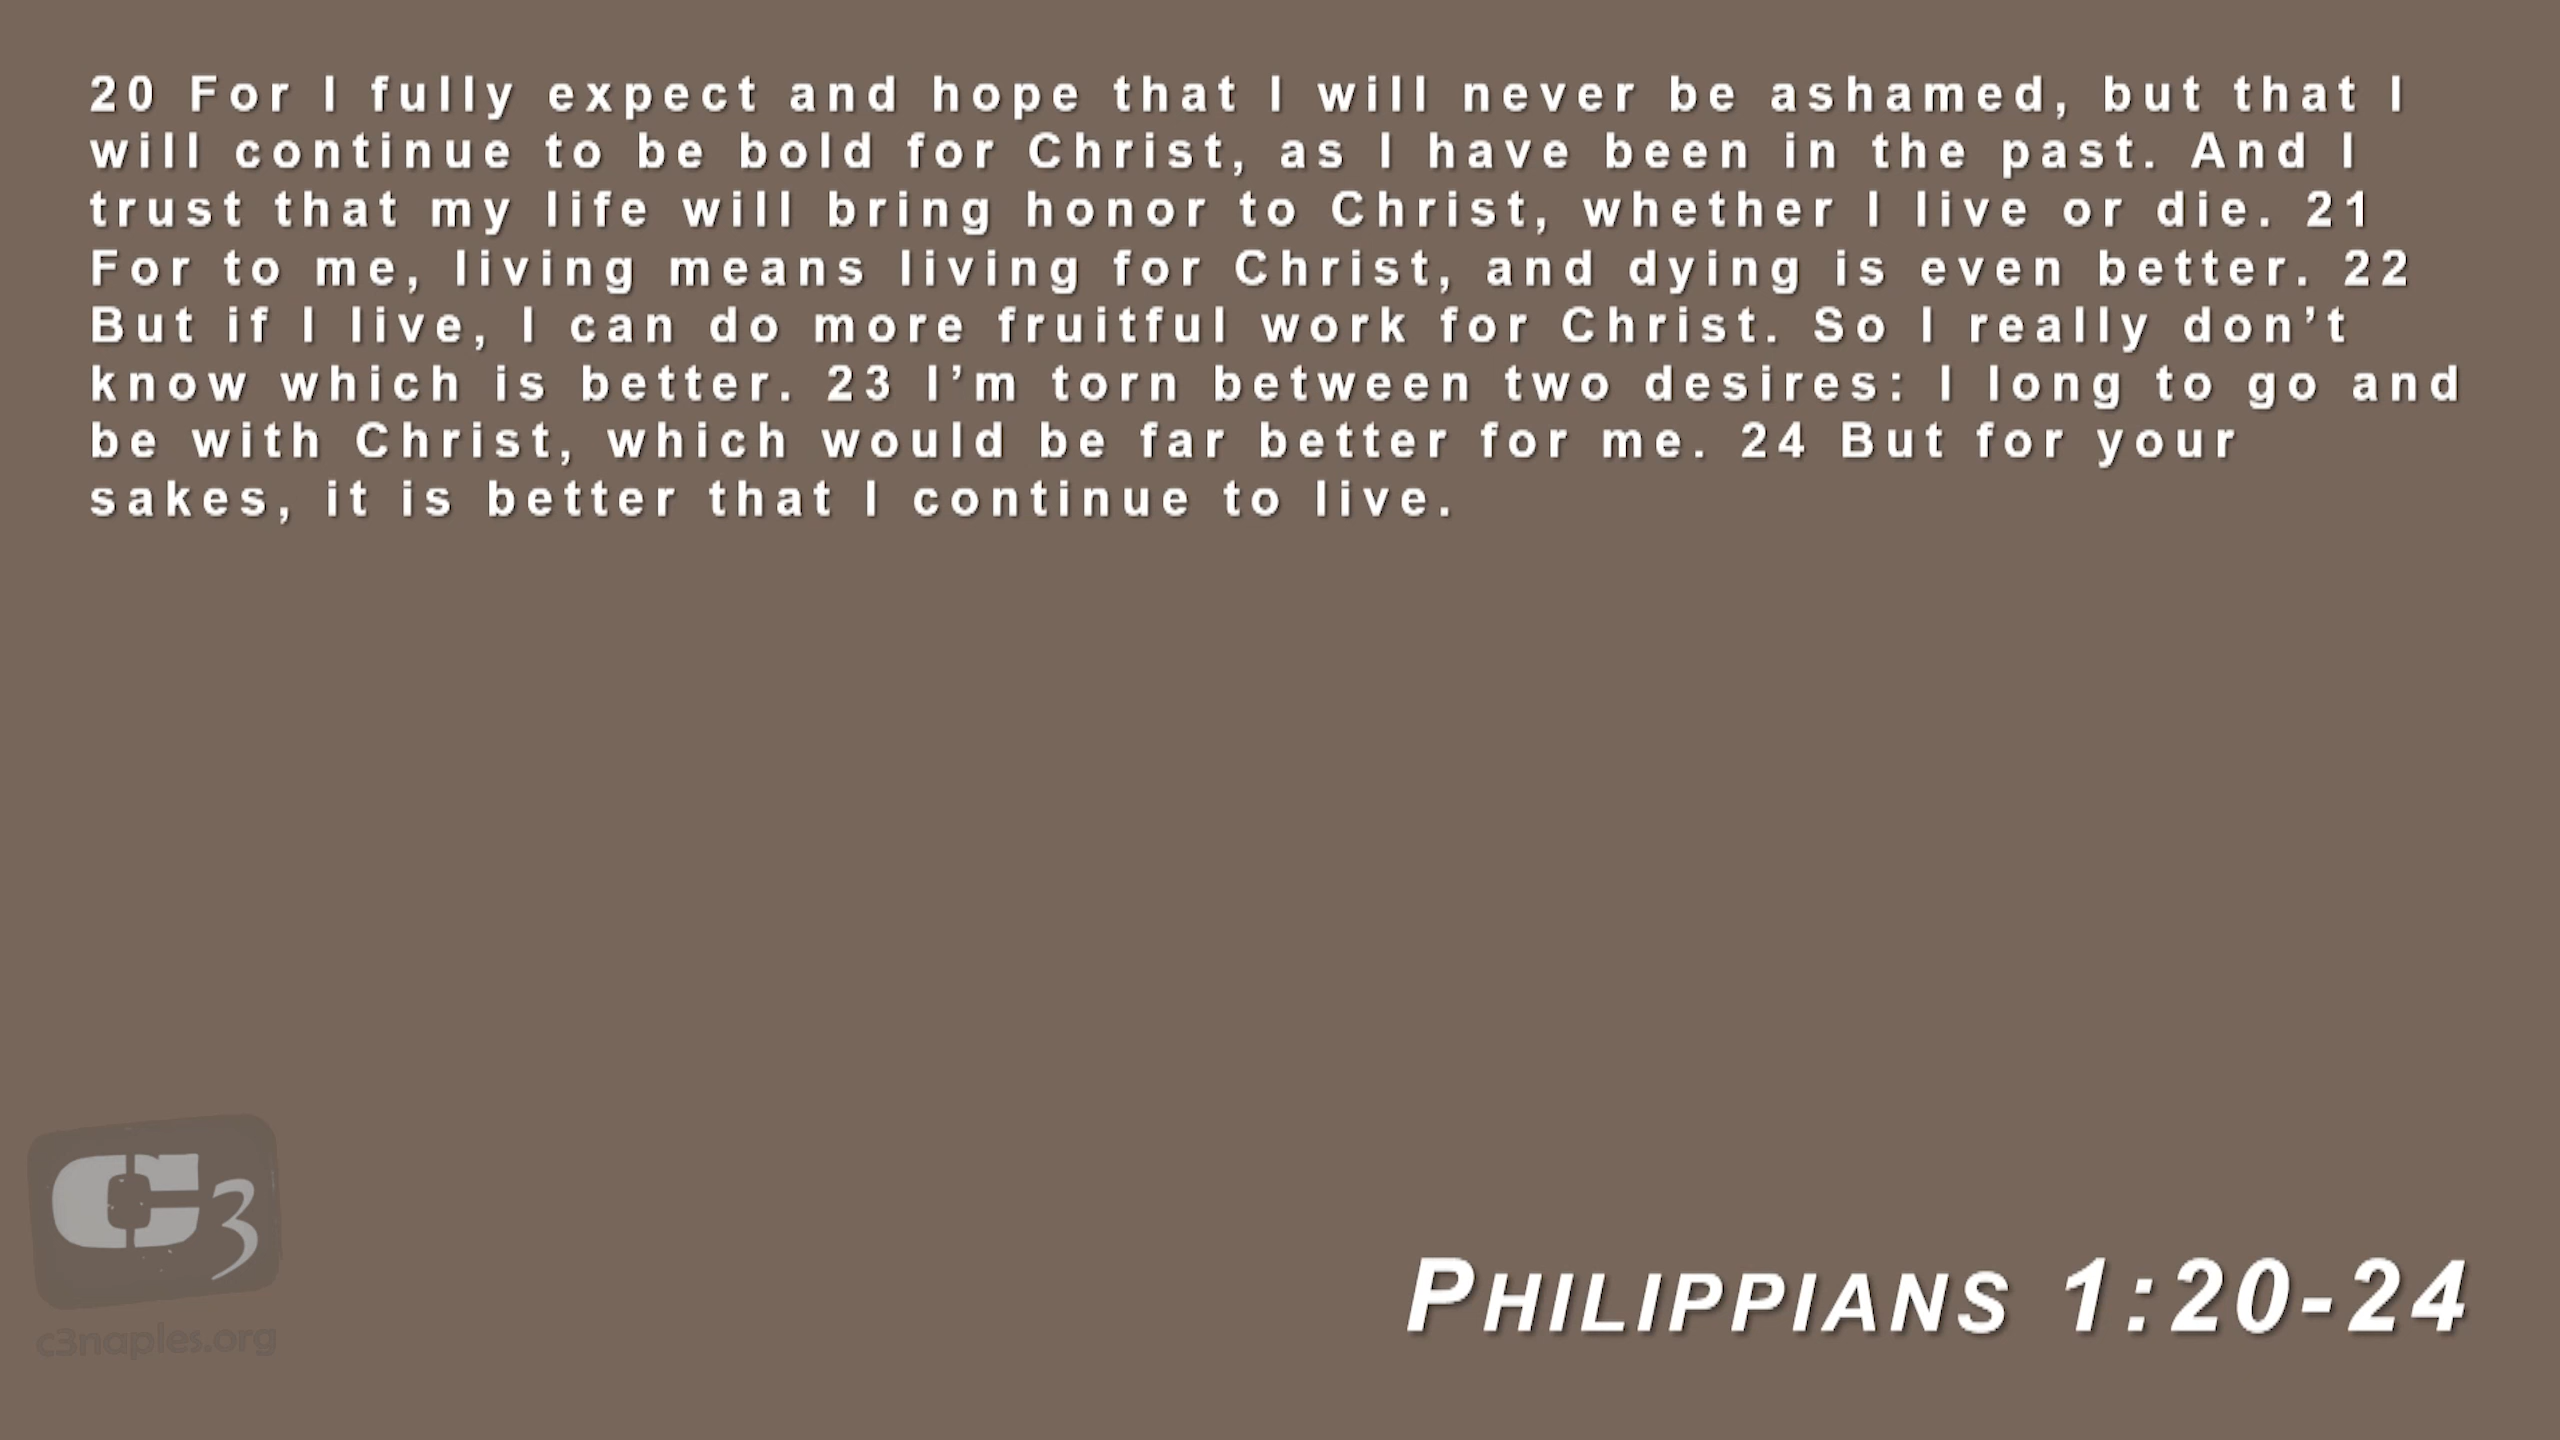 20 For I fully expect and hope that I will never be ashamed, but that I
will continue to be bold for Christ, as I have been in the past. And I
trust that my life will bring honor to Christ, whether I live or die. 21
For to me, living means living for Christ, and dying is even better. 22
But if I live, I can do more fruitful work for Christ. So I really don’t
know which is better. 23 I’m torn between two desires: I long to go and
be with Christ, which would be far better for me. 24 But for your
sakes, it is better that I continue to live.
C3
c3naples.org
PHILIPPIANS 1:20-24